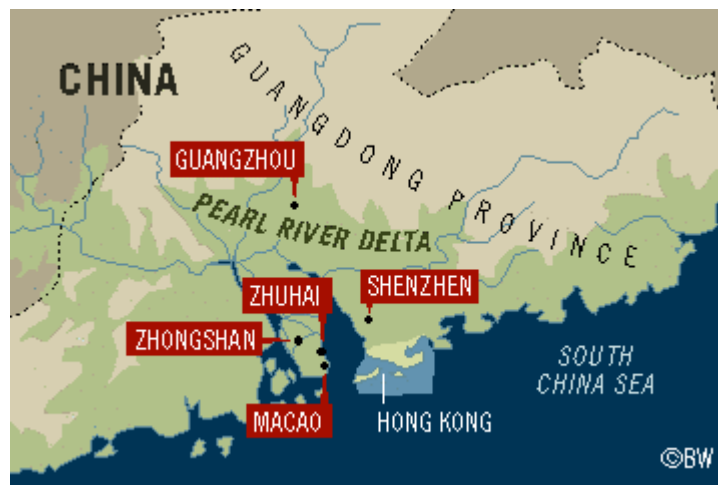 CHINA
GUANGDONG PROVINCE
GUANGZHOU
PEARL RIVER DELTA
ZHUHAI
SHENZHEN
ZHONGSHAN
SOUTH
CHINA SEA
MACAO
HONG KONG
©BW